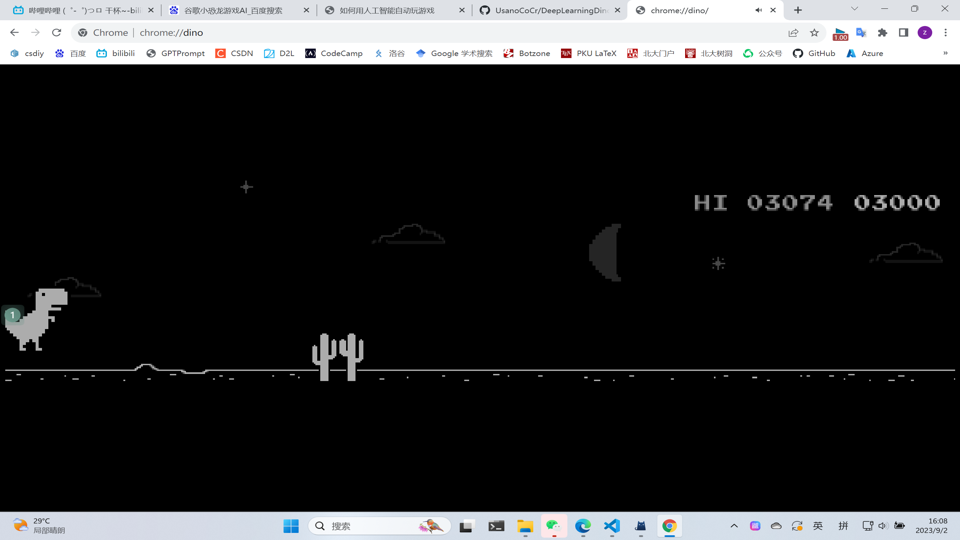 哔哩哔哩 (゜-゜)つロ 干杯~-bili
谷歌小恐龙游戏AI_百度搜索
如何用人工智能自动玩游戏
UsanoCoCr/DeepLearningDin
chrome://dino/
Chrome | chrome://dino
1.00
z
csdiy
百度
bilibili
GPTPrompt
CSDN
D2L
CodeCamp
洛谷
Google 学术搜索
Botzone
PKU LaTeX
北大门户
北大树洞
公众号
GitHub
Azure
»
HI 03074 03000
1
29°C
局部晴朗
搜索
英
拼
16:08
2023/9/2